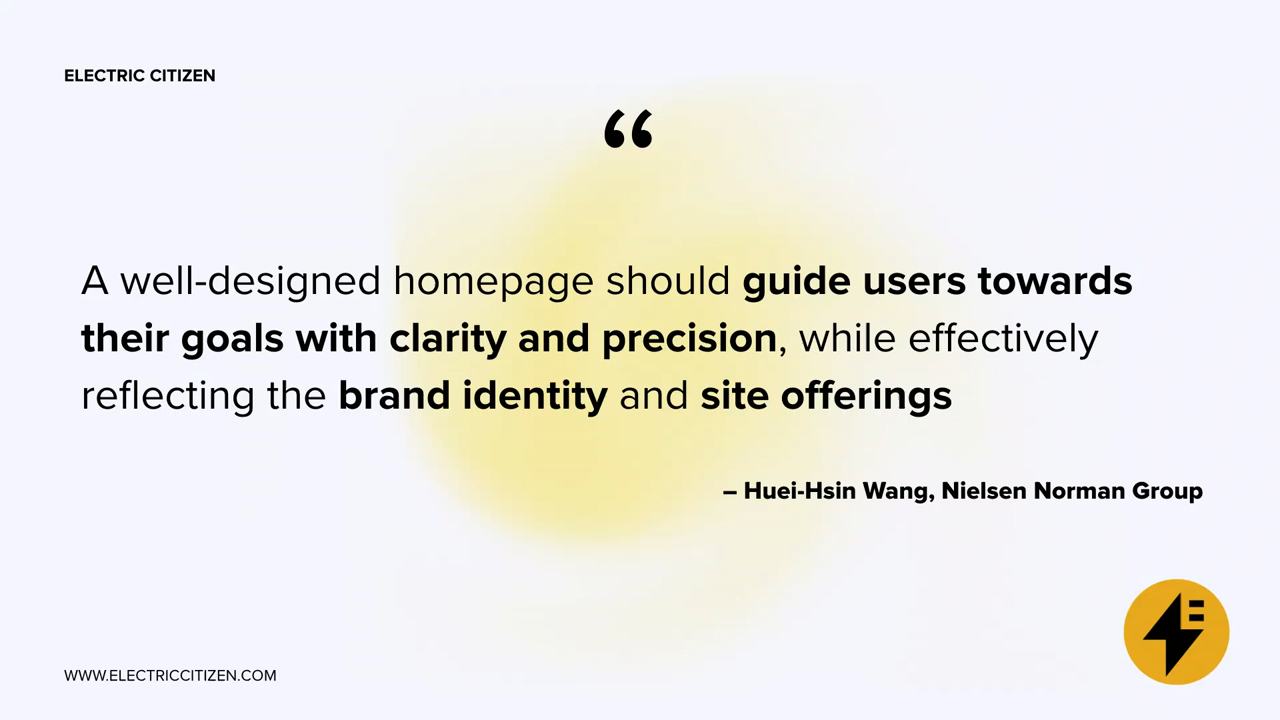 ELECTRIC CITIZEN
“
A well-designed homepage should guide users towards
their goals with clarity and precision, while effectively
reflecting the brand identity and site offerings
– Huei-Hsin Wang, Nielsen Norman Group
E
WWW.ELECTRICCITIZEN.COM